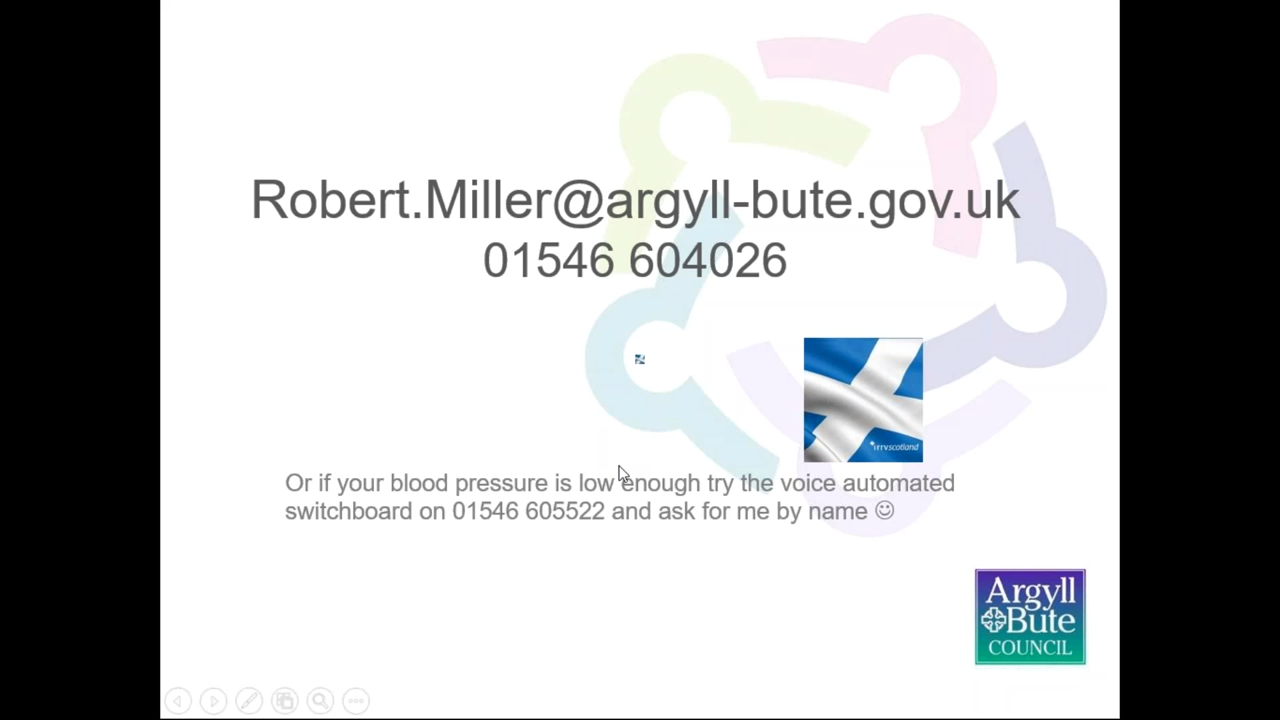 Robert.Miller@argyll-bute.gov.uk
01546 604026
irrvscotland
Or if your blood pressure is low enough try the voice automated
switchboard on 01546 605522 and ask for me by name ☺
Argyll
Bute
COUNCIL